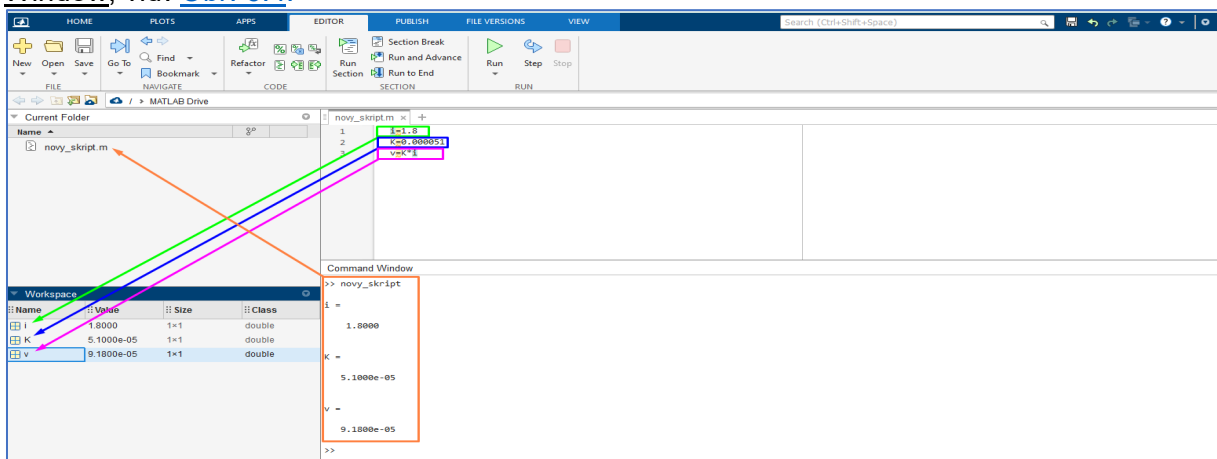 HOME PLOTS APPS EDITOR PUBLISH FILE VERSIONS VIEW Search (Ctrl+Shift+Space)
New Open Save Go To Find Bookmark Refactor Run Section Section Break Run and Advance Run to End Run Step Stop
FILE NAVIGATE CODE SECTION RUN
/ > MATLAB Drive
Current Folder
Name
novy_skript.m
novy_skript.m × +
1 i=1.8
2 K=0.000051
3 v=K*i
Workspace
Name Value Size Class
i 1.8000 1×1 double
K 5.1000e-05 1×1 double
v 9.1800e-05 1×1 double
Command Window
>> novy_skript
i =
1.8000
K =
5.1000e-05
v =
9.1800e-05
>>